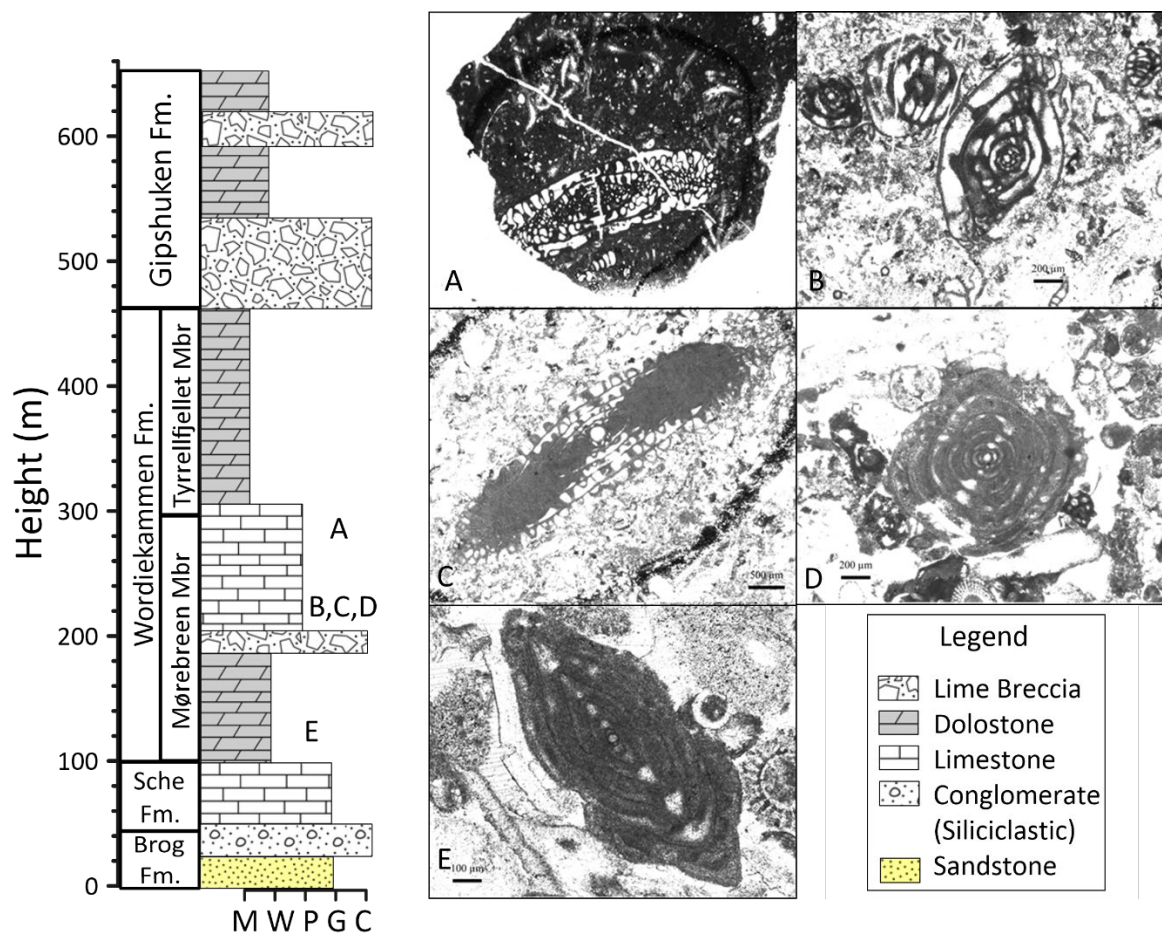 Height (m)
600
500
400
300
200
100
0
Gipshuken Fm.
Wordiekammen Fm.
Tyrrellfjellet Mbr
Mørebreen Mbr
Sche
Fm.
Brog
Fm.
M W P G C
A
B,C,D
E
A
B
200 µm
C
500 µm
D
200 µm
E
100 µm
Legend
Lime Breccia
Dolostone
Limestone
Conglomerate
(Siliciclastic)
Sandstone